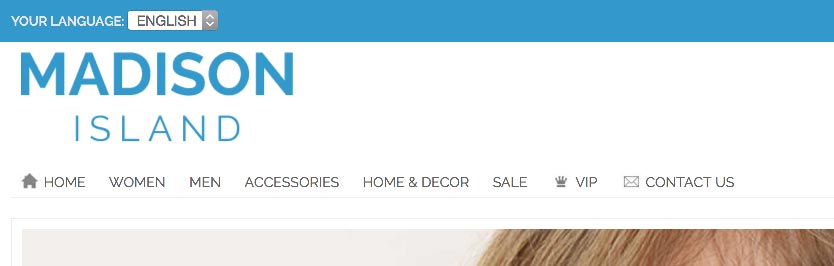 YOUR LANGUAGE: ENGLISH
MADISON
ISLAND
HOME WOMEN MEN ACCESSORIES HOME & DECOR SALE VIP CONTACT US